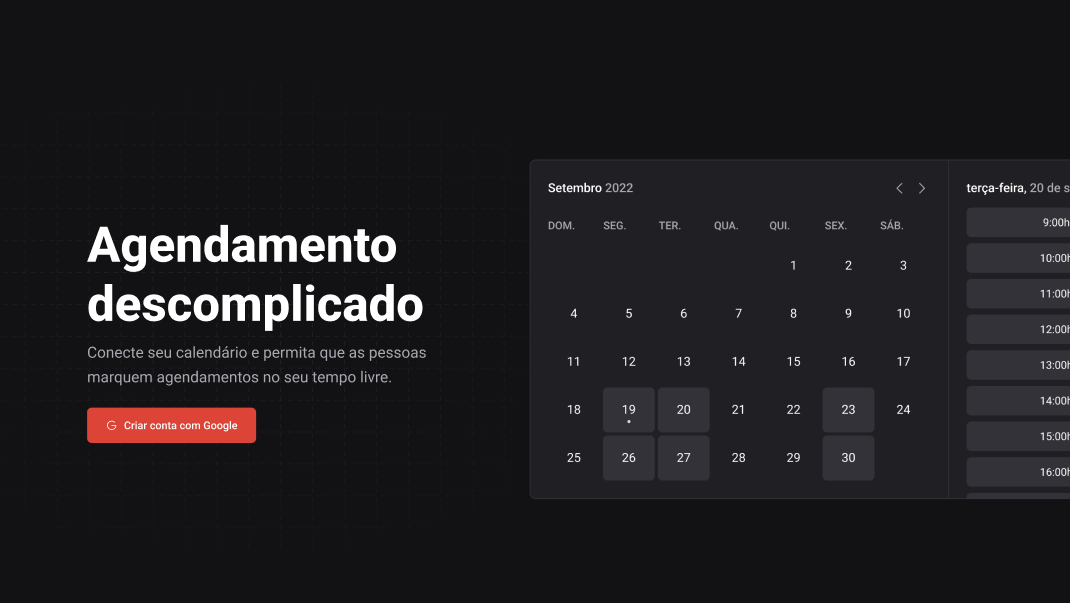 Agendamento
descomplicado
Conecte seu calendário e permita que as pessoas
marquem agendamentos no seu tempo livre.
Criar conta com Google
Setembro 2022
DOM. SEG. TER. QUA. QUI. SEX. SÁB.
1 2 3
4 5 6 7 8 9 10
11 12 13 14 15 16 17
18 19 20 21 22 23 24
25 26 27 28 29 30
terça-feira, 20 de s
9:00h
10:00h
11:00h
12:00h
13:00h
14:00h
15:00h
16:00h